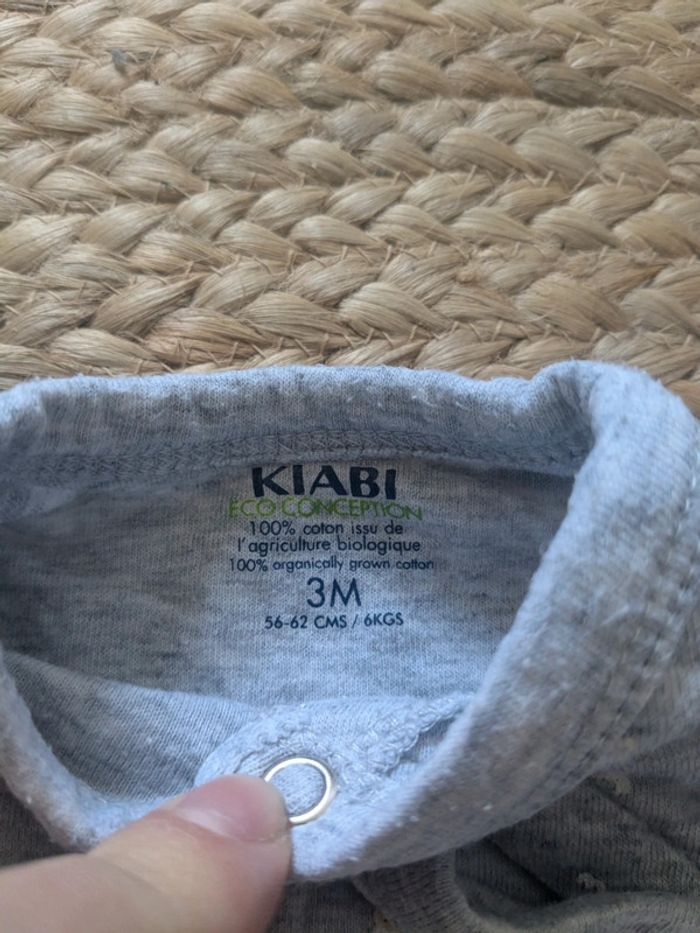 KIABI
ECO CONCEPTION
100% coton issu de
l'agriculture biologique
100% organically grown cotton
3M
56-62 CMS / 6KGS